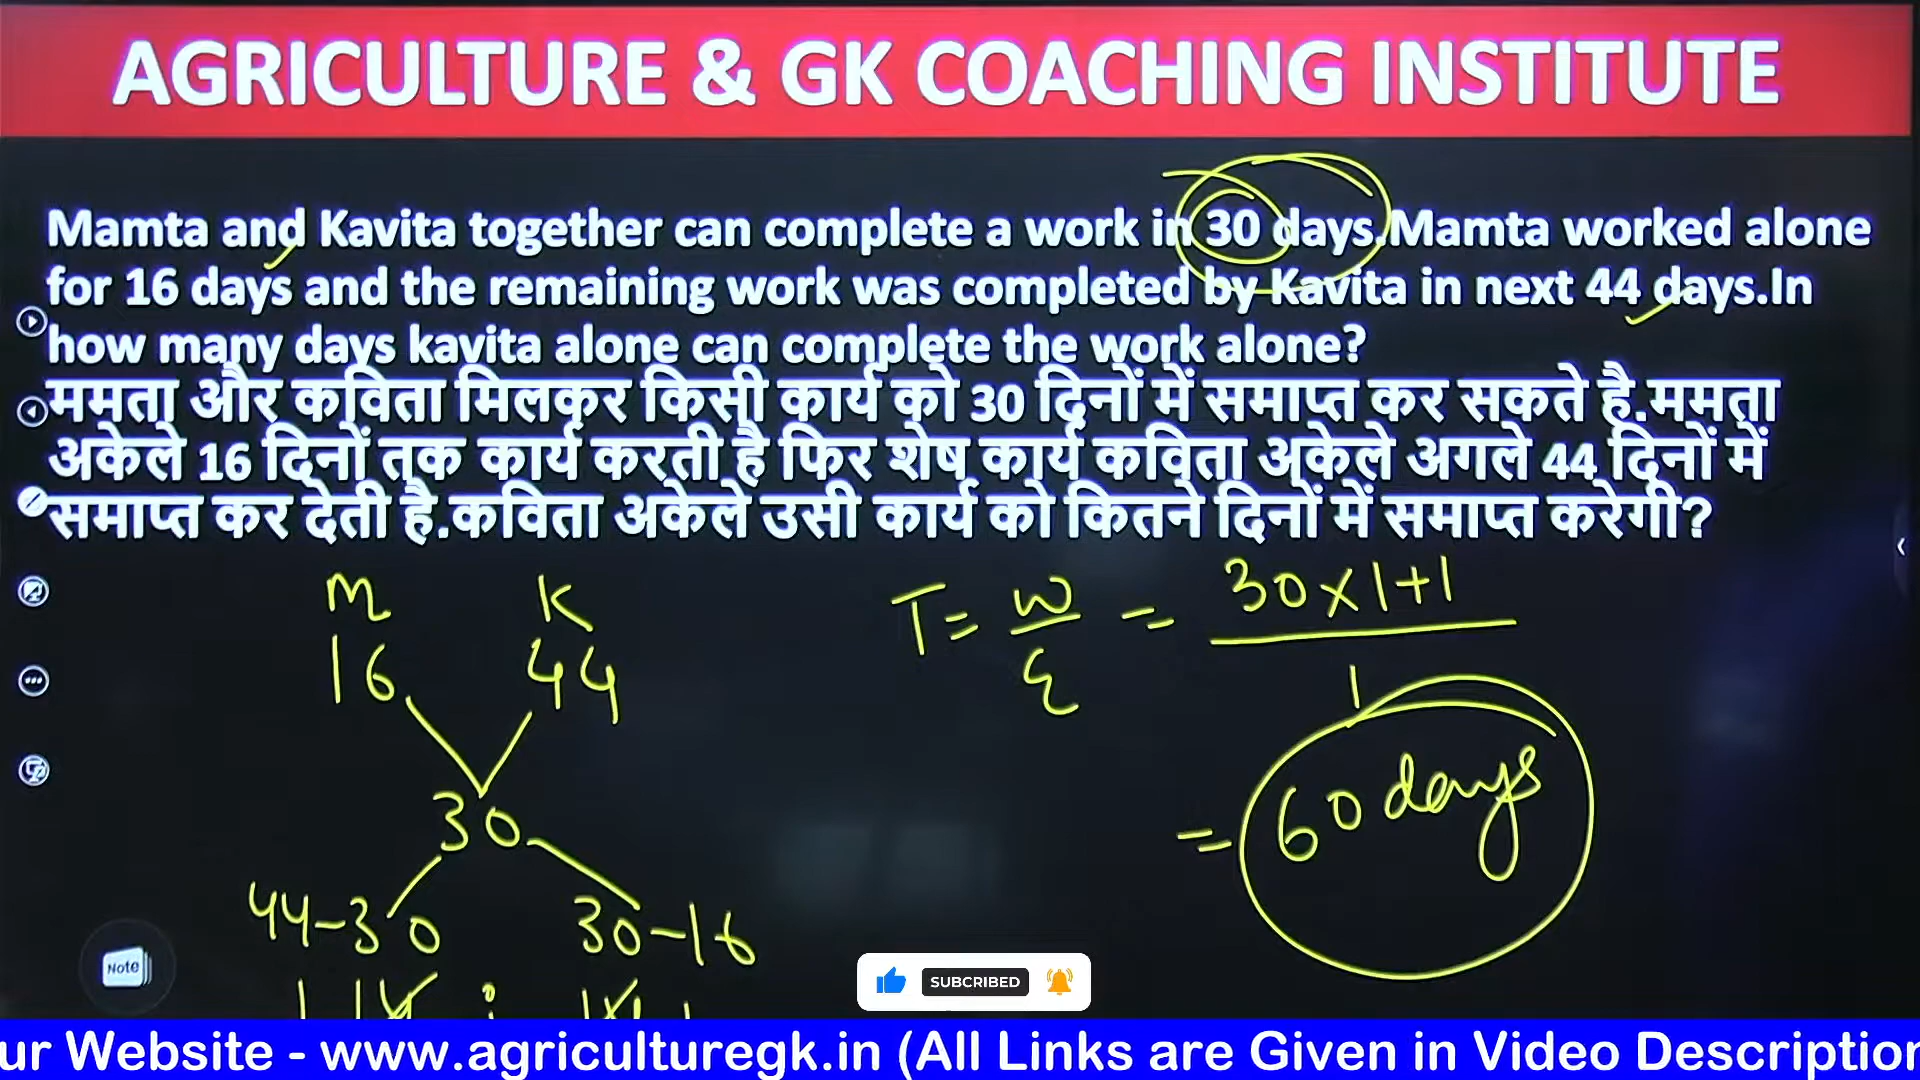 AGRICULTURE & GK COACHING INSTITUTE
Mamta and Kavita together can complete a work in 30 days.Mamta worked alone
for 16 days and the remaining work was completed by Kavita in next 44 days.In
how many days kavita alone can complete the work alone?
ममता और कविता मिलकर किसी कार्य को 30 दिनों में समाप्त कर सकते है.ममता
अकेले 16 दिनों तक कार्य करती है फिर शेष कार्य कविता अकेले अगले 44 दिनों में
समाप्त कर देती है.कविता अकेले उसी कार्य को कितने दिनों में समाप्त करेगी?
M K
16 44
30
44-30 30-16
T = W/E = 30×1+1/1
= 60 days
Note
SUBCRIBED
ur Website - www.agriculturegk.in (All Links are Given in Video Description